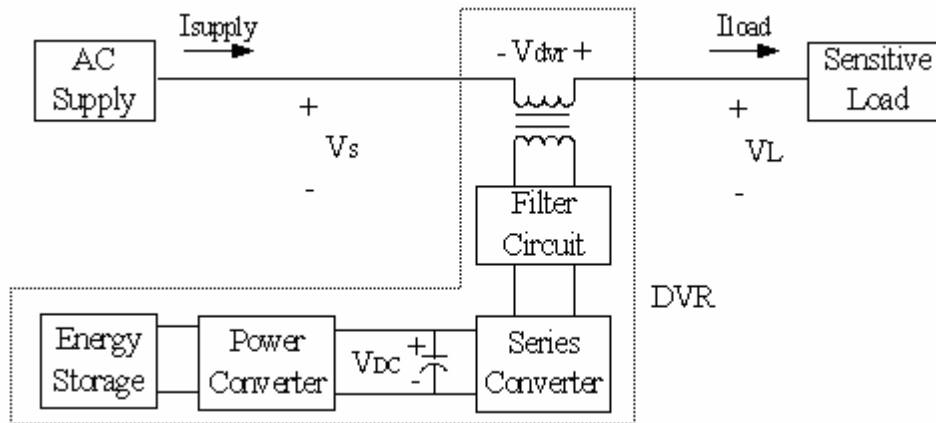 Isupply
Iload
AC
Supply
- Vdvr +
Sensitive
Load
+
Vs
-
+
VL
-
Filter
Circuit
DVR
Energy
Storage
Power
Converter
VDC
+
-
Series
Converter